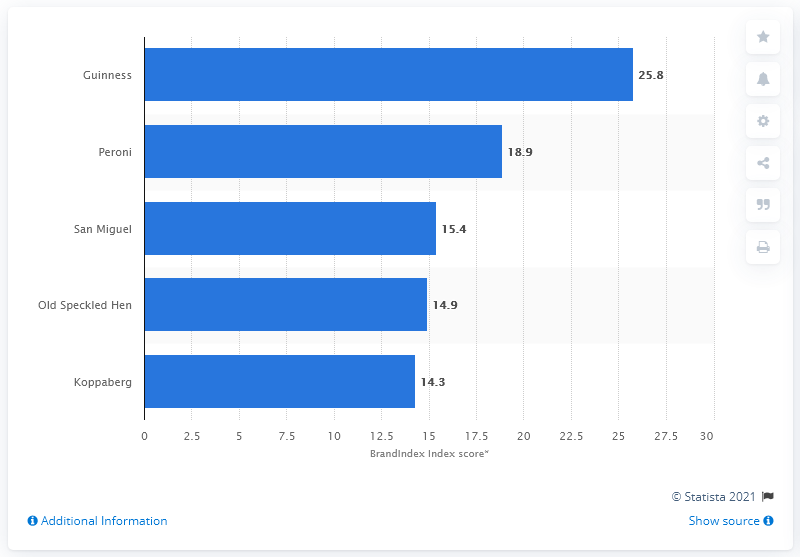 Guinness 25.8
Peroni 18.9
San Miguel 15.4
Old Speckled Hen 14.9
Koppaberg 14.3
0 2.5 5 7.5 10 12.5 15 17.5 20 22.5 25 27.5 30
BrandIndex Index score*
© Statista 2021
Additional Information Show source